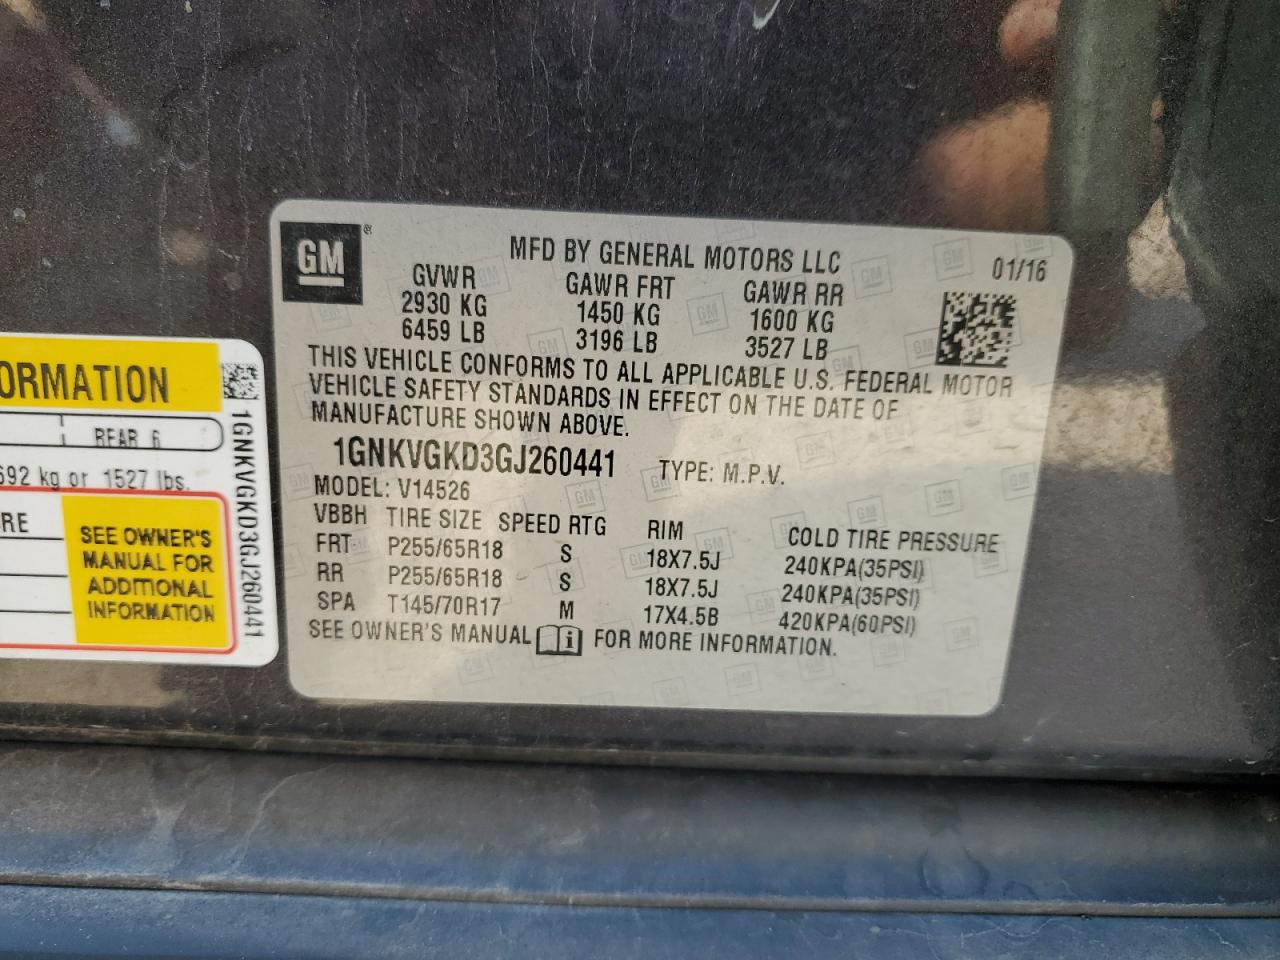 GM®
MFD BY GENERAL MOTORS LLC
01/16
GVWR GAWR FRT GAWR RR
2930 KG 1450 KG 1600 KG
6459 LB 3196 LB 3527 LB
THIS VEHICLE CONFORMS TO ALL APPLICABLE U.S. FEDERAL MOTOR
VEHICLE SAFETY STANDARDS IN EFFECT ON THE DATE OF
MANUFACTURE SHOWN ABOVE.
1GNKVGKD3GJ260441 TYPE: M.P.V.
MODEL: V14526
VBBH TIRE SIZE SPEED RTG RIM COLD TIRE PRESSURE
FRT P255/65R18 S 18X7.5J 240KPA(35PSI)
RR P255/65R18 S 18X7.5J 240KPA(35PSI)
SPA T145/70R17 M 17X4.5B 420KPA(60PSI)
SEE OWNER'S MANUAL FOR MORE INFORMATION.
ORMATION
REAR 6
692 kg or 1527 lbs.
RE
SEE OWNER'S
MANUAL FOR
ADDITIONAL
INFORMATION
1GNKVGKD3GJ260441